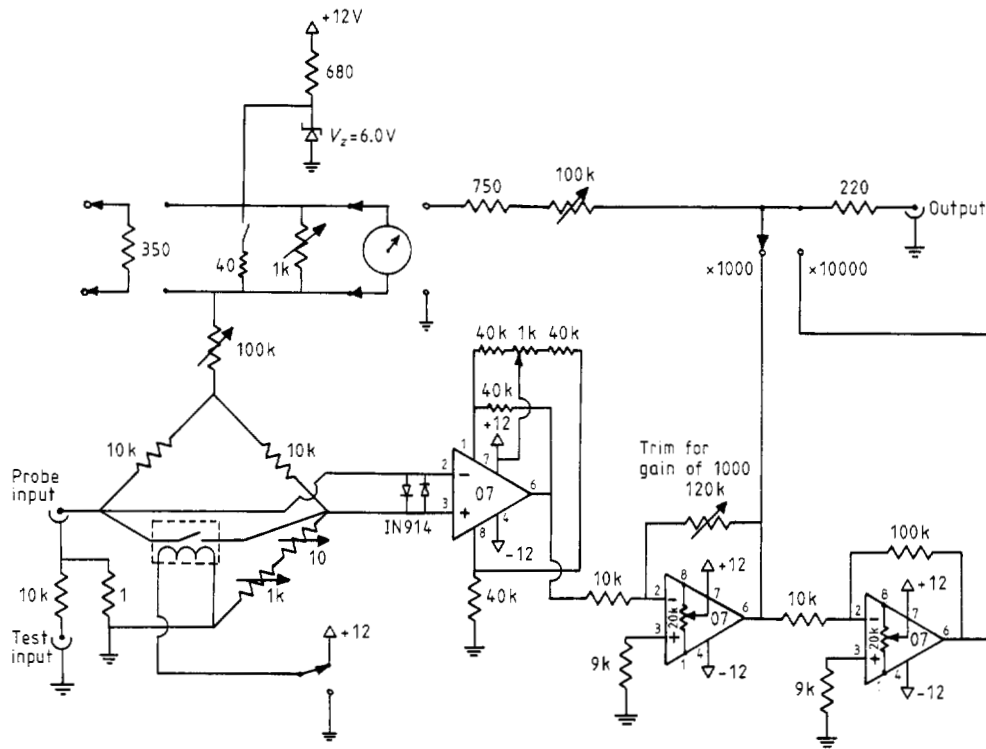 +12V
680
V_z=6.0V
750
100k
220
Output
350
40
1k
×1000
×10000
100k
40k 1k 40k
40k
+12
10k
10k
1
7
2
3
6
07
4
8
-12
IN914
Probe
input
10
1k
10k
1
Test
input
+12
40k
Trim for
gain of 1000
120k
10k
2
8
+12
7
20k
07
6
3
1
4
-12
9k
10k
100k
2
8
+12
7
20k
07
6
3
1
4
-12
9k